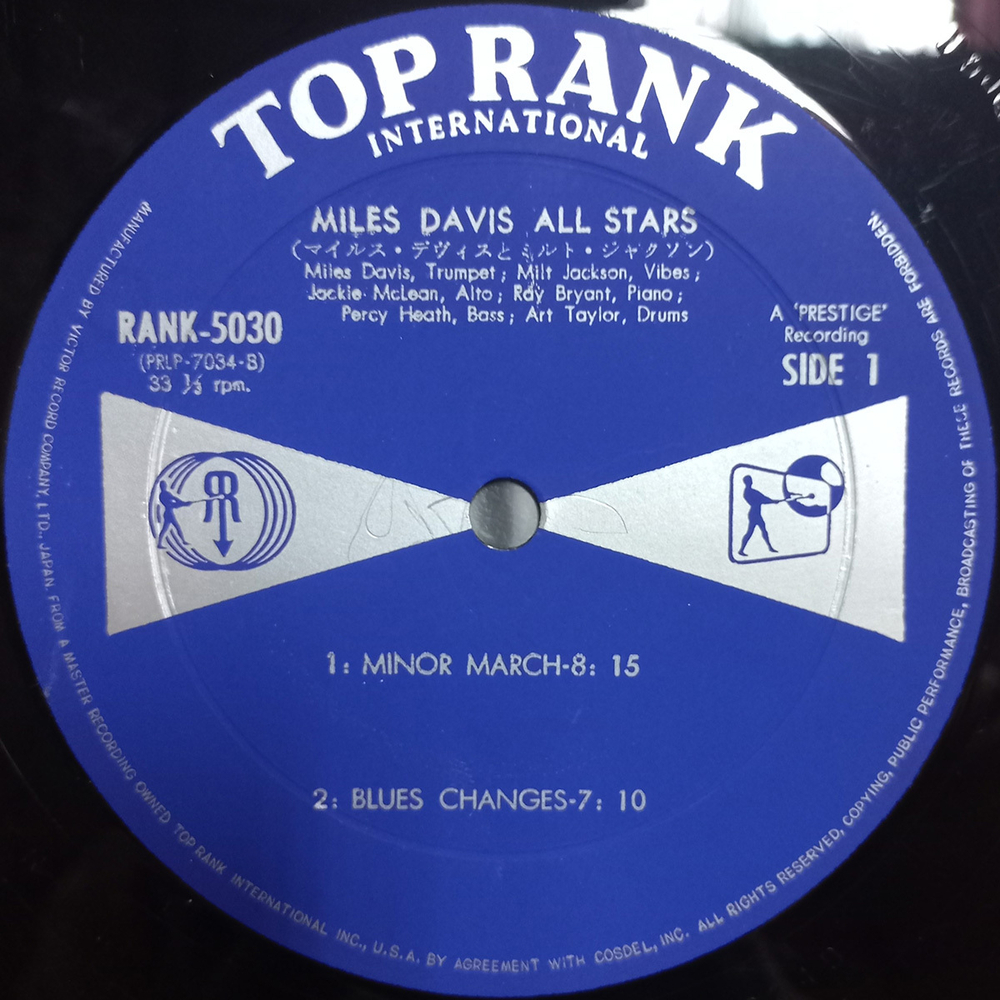 TOP RANK
INTERNATIONAL
MILES DAVIS ALL STARS
(マイルス・デヴィスとミルト・ジャクソン)
Miles Davis, Trumpet; Milt Jackson, Vibes;
Jackie McLean, Alto; Ray Bryant, Piano;
Percy Heath, Bass; Art Taylor, Drums
RANK-5030
(PRLP-7034-B)
33 1/3 rpm.
A 'PRESTIGE'
Recording
SIDE 1
1: MINOR MARCH-8: 15
2: BLUES CHANGES-7: 10
MANUFACTURED BY VICTOR RECORD COMPANY, LTD., JAPAN. FROM A MASTER RECORDING OWNED TOP RANK INTERNATIONAL INC., U.S.A. BY AGREEMENT WITH COSDEL, INC. ALL RIGHTS RESERVED, COPYING, PUBLIC PERFORMANCE, BROADCASTING OF THESE RECORDS ARE FORBIDDEN.